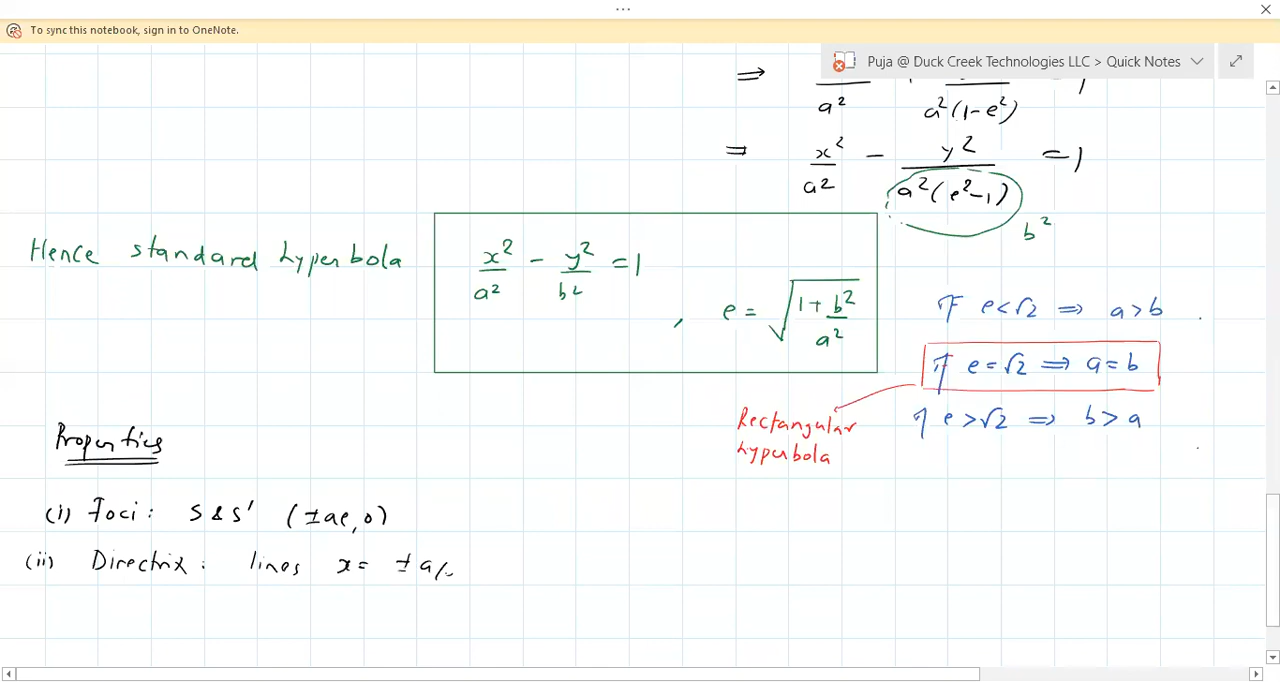 ...
To sync this notebook, sign in to OneNote.
Puja @ Duck Creek Technologies LLC > Quick Notes
⇒ a² a²(1-e²) 1
= x²/a² - y²/a²(e²-1) =1
b²
Hence standard hyperbola x²/a² - y²/b² =1 , e = √(1+b²/a²)
If e<√2 ⇒ a>b
If e=√2 ⇒ a=b
If e>√2 ⇒ b>a
Rectangular
hyperbola
Properties
(i) Foci: S & S' (±ae, 0)
(ii) Directrix: lines x= ±a/